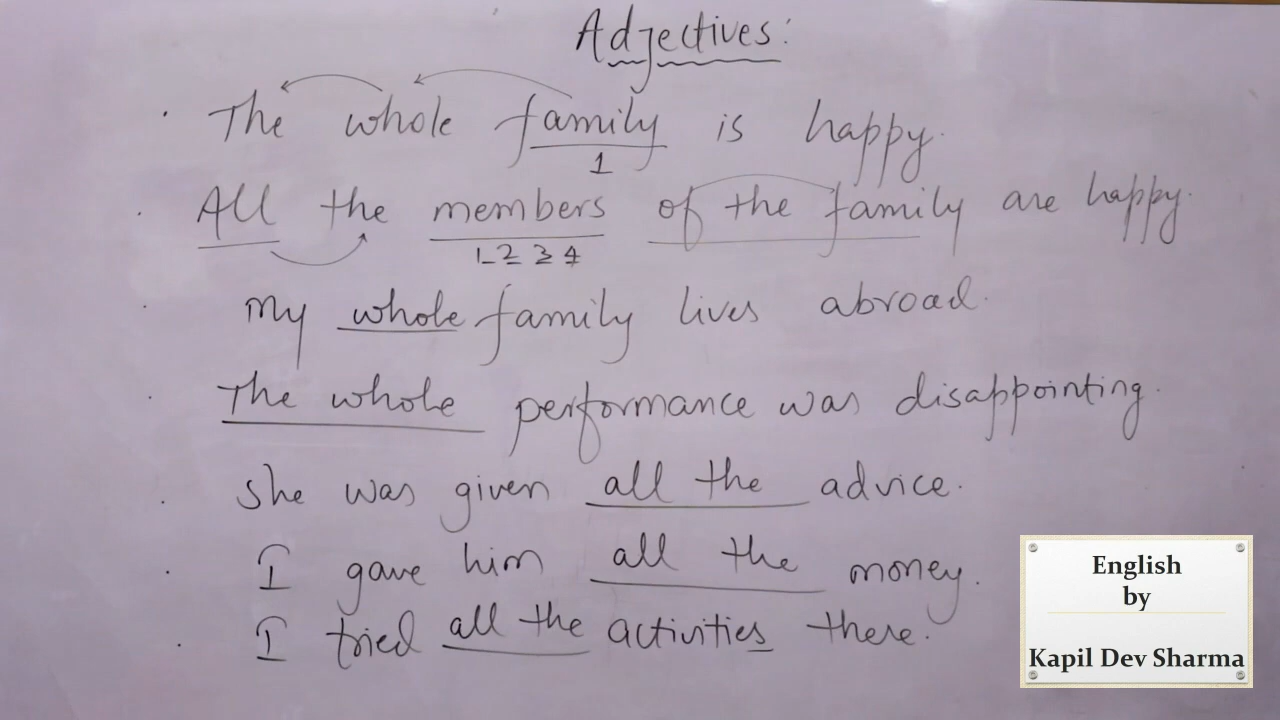 Adjectives:
. The whole family is happy.
1
. All the members of the family are happy.
1 2 3 4
. My whole family lives abroad.
. The whole performance was disappointing.
. She was given all the advice.
. I gave him all the money.
. I tried all the activities there.
English
by
Kapil Dev Sharma